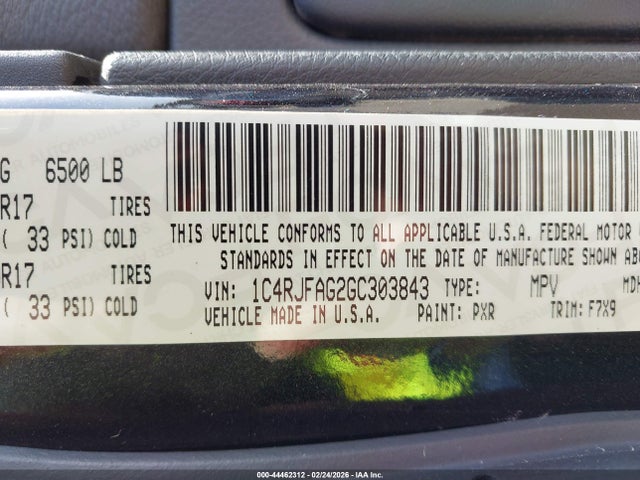 G 6500 LB
R17 TIRES
( 33 PSI) COLD
R17 TIRES
( 33 PSI) COLD
THIS VEHICLE CONFORMS TO ALL APPLICABLE U.S.A. FEDERAL MOTOR
STANDARDS IN EFFECT ON THE DATE OF MANUFACTURE SHOWN ABO
VIN: 1C4RJFAG2GC303843 TYPE: MPV MDH
VEHICLE MADE IN U.S.A. PAINT: PXR TRIM: F7X9
000-44462312 - 02/24/2026 - IAA Inc.